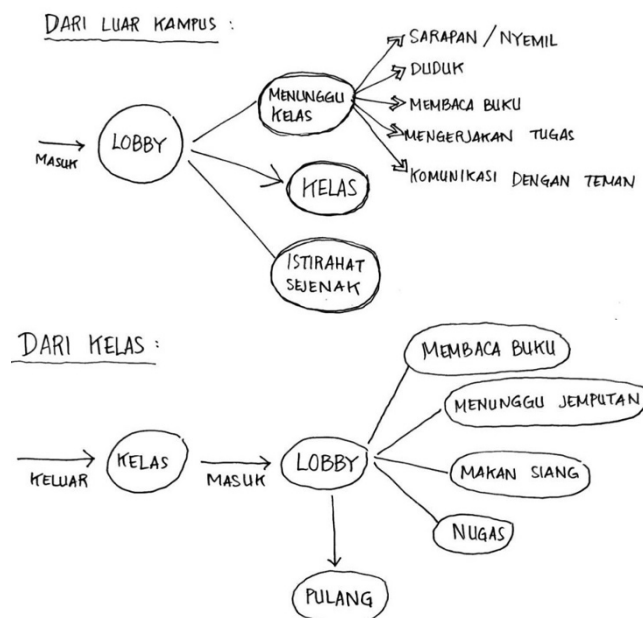 DARI LUAR KAMPUS :
MASUK
LOBBY
MENUNGGU
KELAS
SARAPAN / NYEMIL
DUDUK
MEMBACA BUKU
MENGERJAKAN TUGAS
KOMUNIKASI DENGAN TEMAN
KELAS
ISTIRAHAT
SEJENAK
DARI KELAS :
KELUAR
KELAS
MASUK
LOBBY
MEMBACA BUKU
MENUNGGU JEMPUTAN
MAKAN SIANG
NUGAS
PULANG